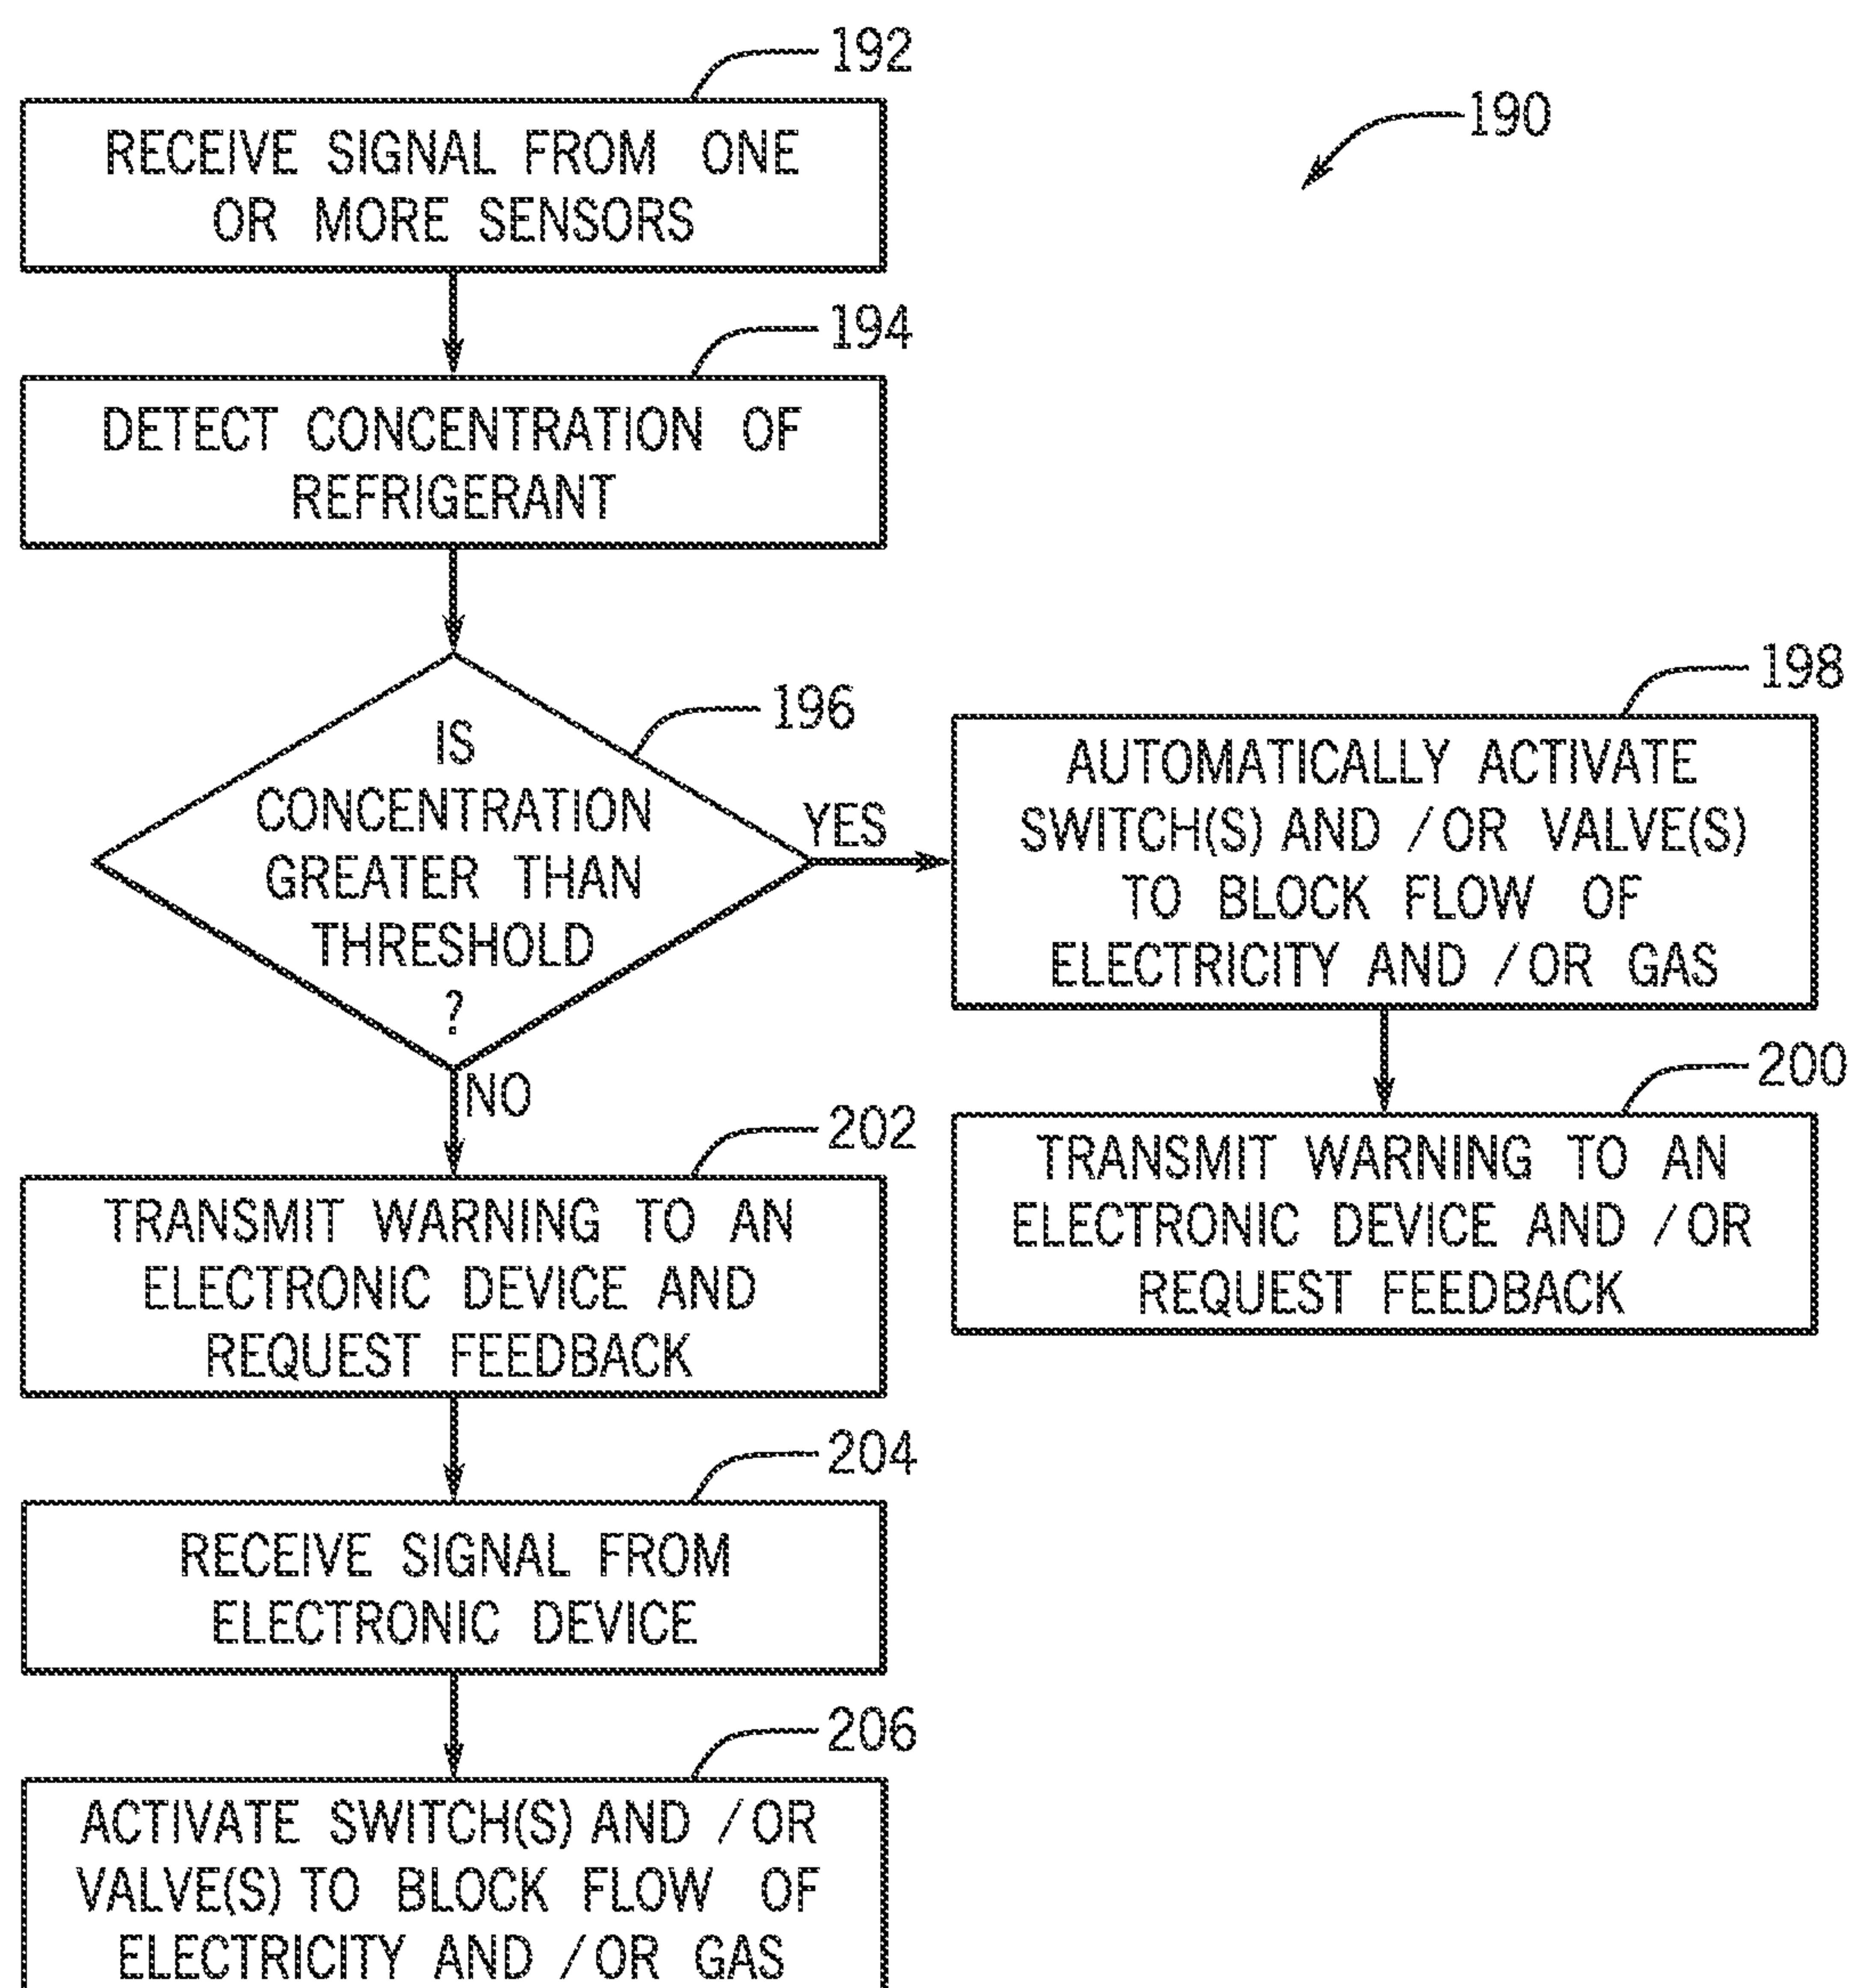 192
190
RECEIVE SIGNAL FROM ONE
OR MORE SENSORS
194
DETECT CONCENTRATION OF
REFRIGERANT
196
IS
CONCENTRATION
GREATER THAN
THRESHOLD
?
YES
NO
198
AUTOMATICALLY ACTIVATE
SWITCH(S) AND /OR VALVE(S)
TO BLOCK FLOW OF
ELECTRICITY AND /OR GAS
200
TRANSMIT WARNING TO AN
ELECTRONIC DEVICE AND /OR
REQUEST FEEDBACK
202
TRANSMIT WARNING TO AN
ELECTRONIC DEVICE AND
REQUEST FEEDBACK
204
RECEIVE SIGNAL FROM
ELECTRONIC DEVICE
206
ACTIVATE SWITCH(S) AND /OR
VALVE(S) TO BLOCK FLOW OF
ELECTRICITY AND /OR GAS